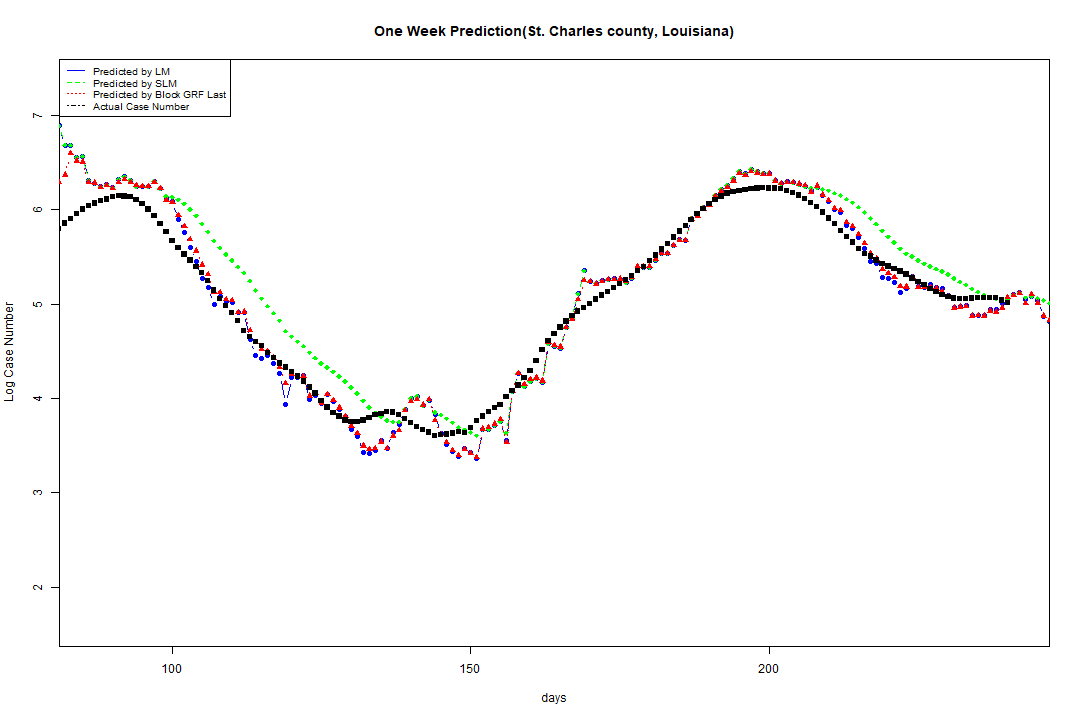 One Week Prediction(St. Charles county, Louisiana)
Predicted by LM
Predicted by SLM
Predicted by Block GRF Last
Actual Case Number
7
6
5
4
3
2
Log Case Number
100 150 200
days